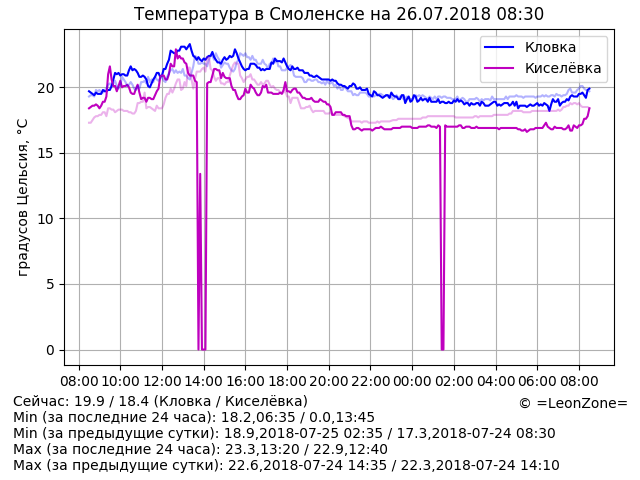 Температура в Смоленске на 26.07.2018 08:30
Кловка
Киселёвка
градусов Цельсия, °C
20
15
10
5
0
08:00 10:00 12:00 14:00 16:00 18:00 20:00 22:00 00:00 02:00 04:00 06:00 08:00
Сейчас: 19.9 / 18.4 (Кловка / Киселёвка)
© =LeonZone=
Min (за последние 24 часа): 18.2,06:35 / 0.0,13:45
Min (за предыдущие сутки): 18.9,2018-07-25 02:35 / 17.3,2018-07-24 08:30
Max (за последние 24 часа): 23.3,13:20 / 22.9,12:40
Max (за предыдущие сутки): 22.6,2018-07-24 14:35 / 22.3,2018-07-24 14:10